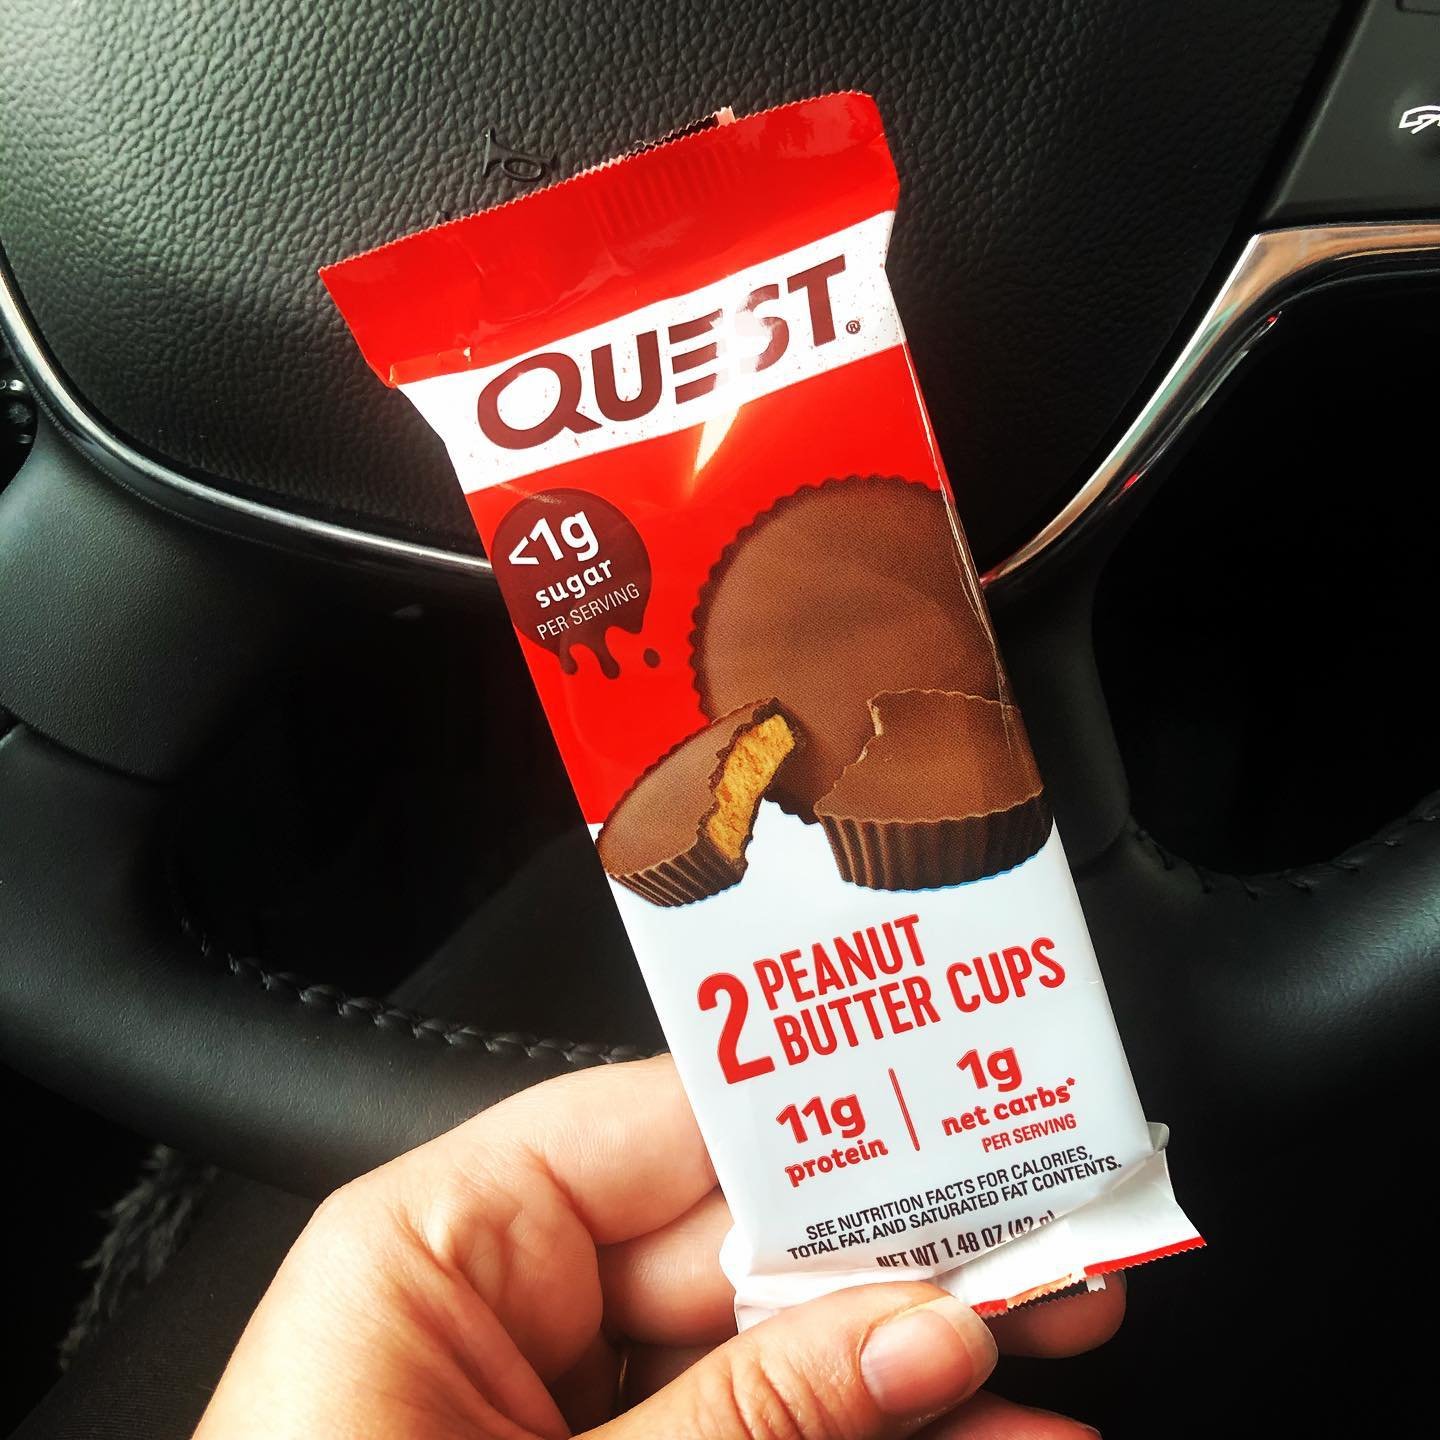 QUEST®
<1g
sugar
PER SERVING
2 PEANUT
BUTTER CUPS
11g
protein
1g
net carbs*
PER SERVING
SEE NUTRITION FACTS FOR CALORIES,
TOTAL FAT, AND SATURATED FAT CONTENTS.
NET WT 1.48 OZ (42 g)